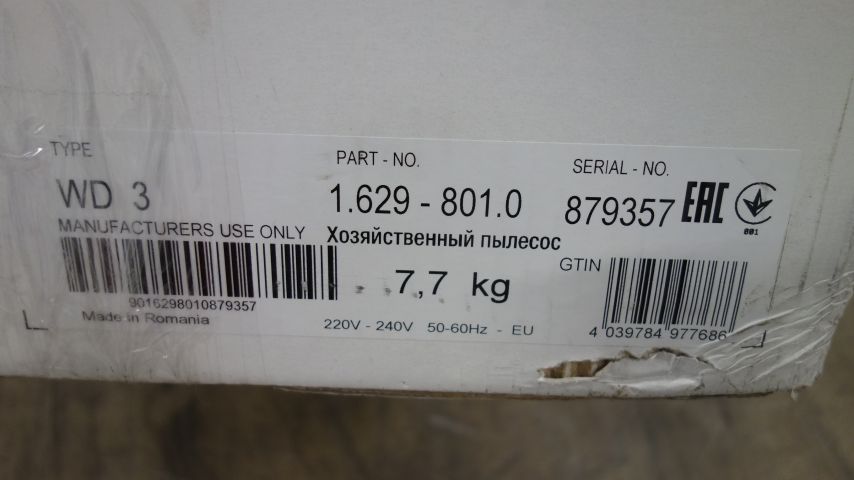 TYPE
WD 3
PART - NO.
1.629 - 801.0
SERIAL - NO.
879357
EAC
001
MANUFACTURERS USE ONLY
Хозяйственный пылесос
9016298010879357
Made in Romania
7,7 kg
220V - 240V 50-60Hz - EU
GTIN
4 039784 977686